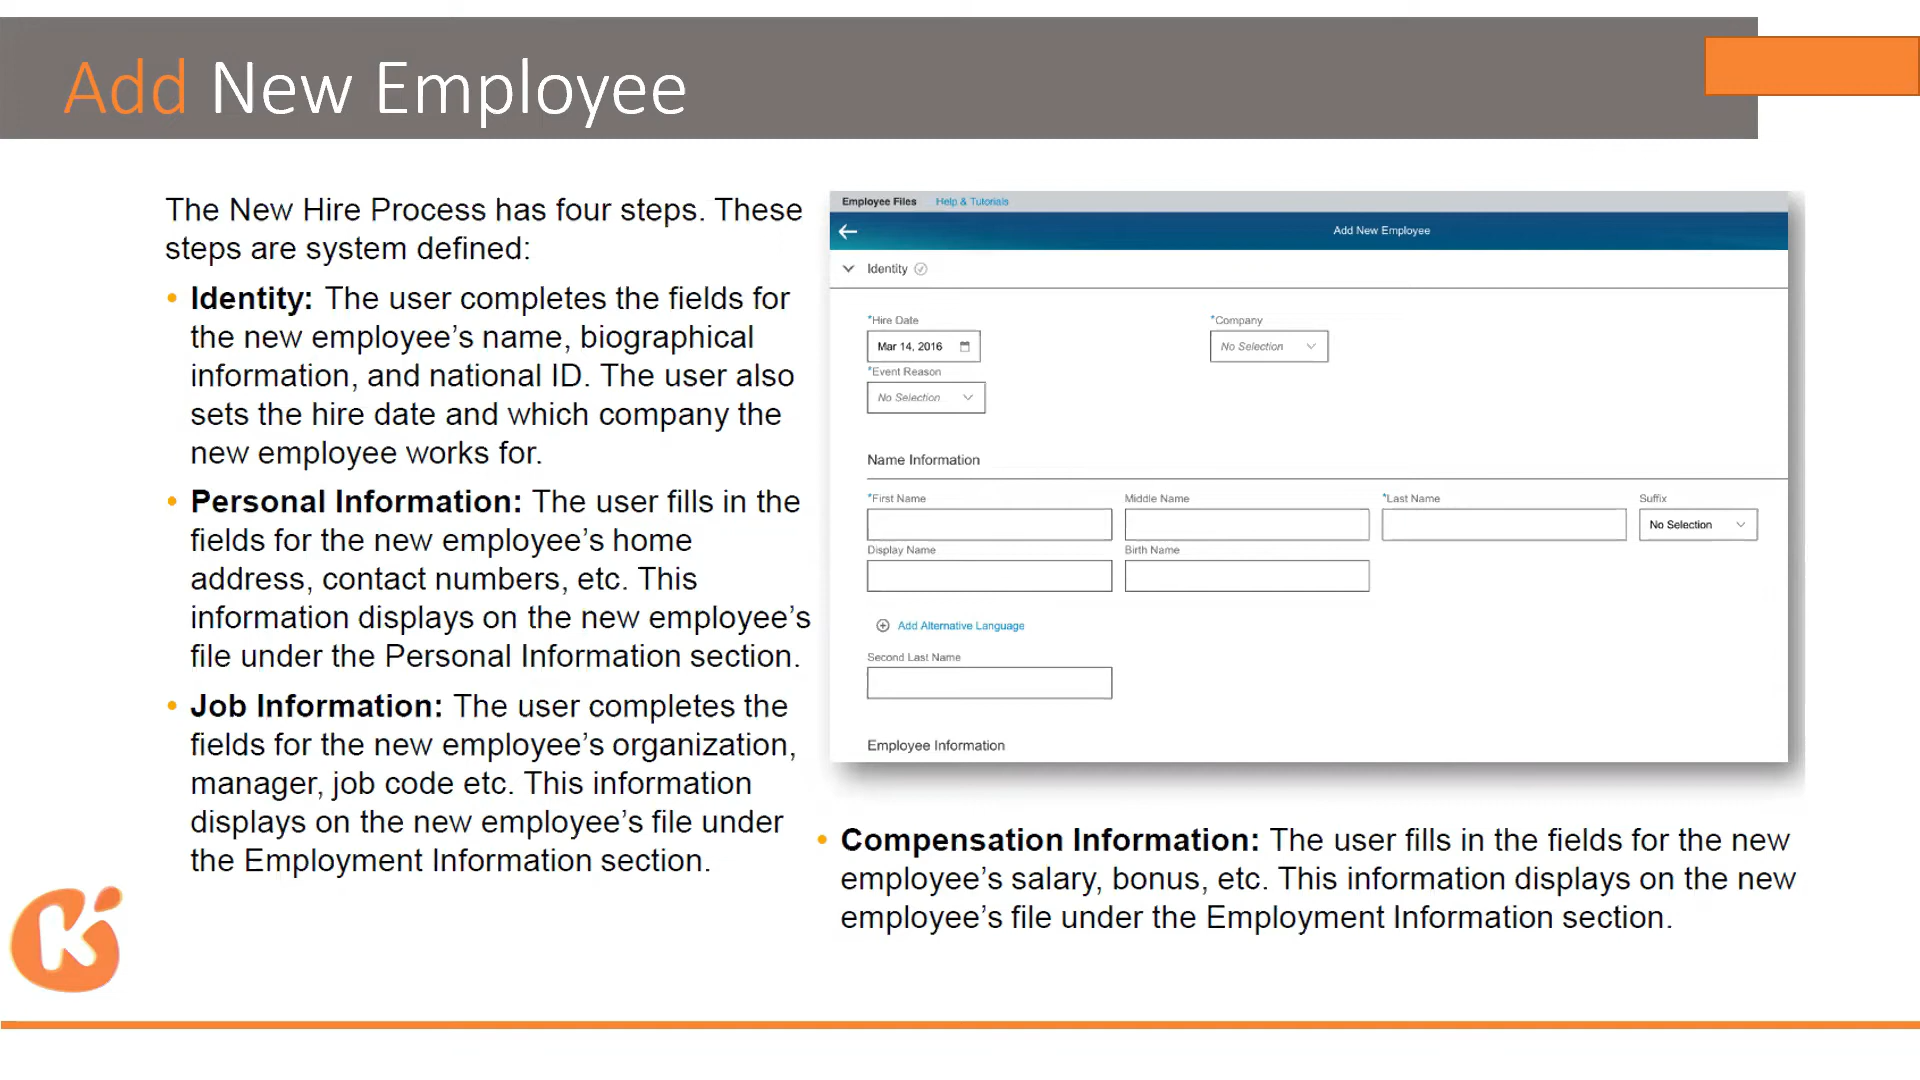 Add New Employee
The New Hire Process has four steps. These
steps are system defined:
• Identity: The user completes the fields for
the new employee’s name, biographical
information, and national ID. The user also
sets the hire date and which company the
new employee works for.
• Personal Information: The user fills in the
fields for the new employee’s home
address, contact numbers, etc. This
information displays on the new employee’s
file under the Personal Information section.
• Job Information: The user completes the
fields for the new employee’s organization,
manager, job code etc. This information
displays on the new employee’s file under
the Employment Information section.
Employee Files Help & Tutorials
Add New Employee
Identity
*Hire Date *Company
Mar 14, 2016 No Selection
*Event Reason
No Selection
Name Information
*First Name Middle Name *Last Name Suffix
No Selection
Display Name Birth Name
Add Alternative Language
Second Last Name
Employee Information
• Compensation Information: The user fills in the fields for the new
employee’s salary, bonus, etc. This information displays on the new
employee’s file under the Employment Information section.
K